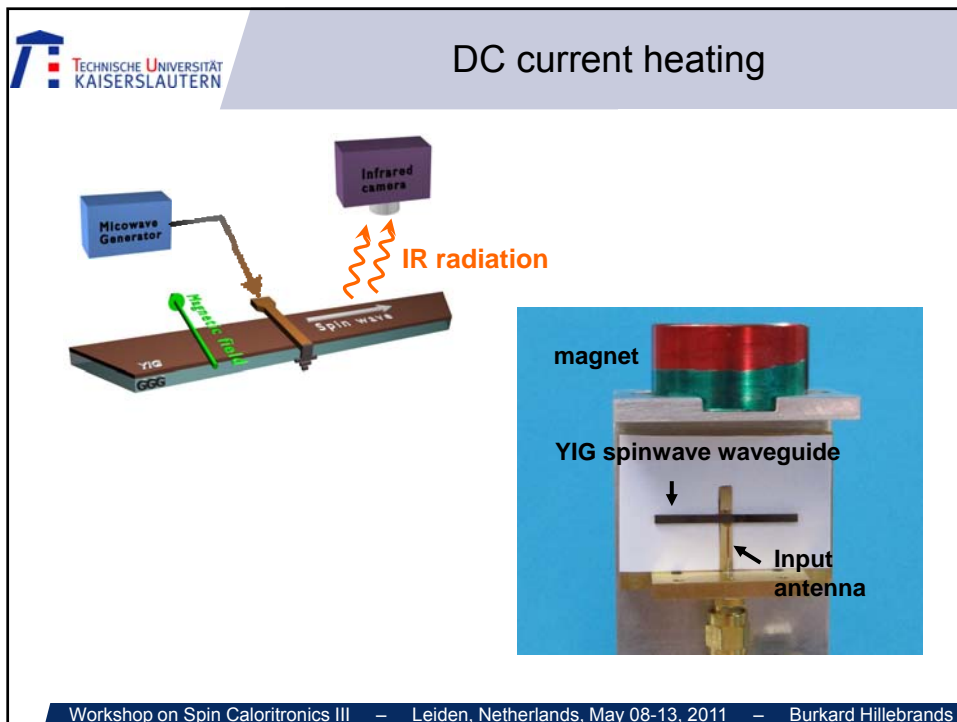 TECHNISCHE UNIVERSITÄT
KAISERSLAUTERN
DC current heating
Infrared
camera
Micowave
Generator
IR radiation
Magnetic field
Spin wave
YIG
GGG
magnet
YIG spinwave waveguide
Input
antenna
Workshop on Spin Caloritronics III – Leiden, Netherlands, May 08-13, 2011 – Burkard Hillebrands